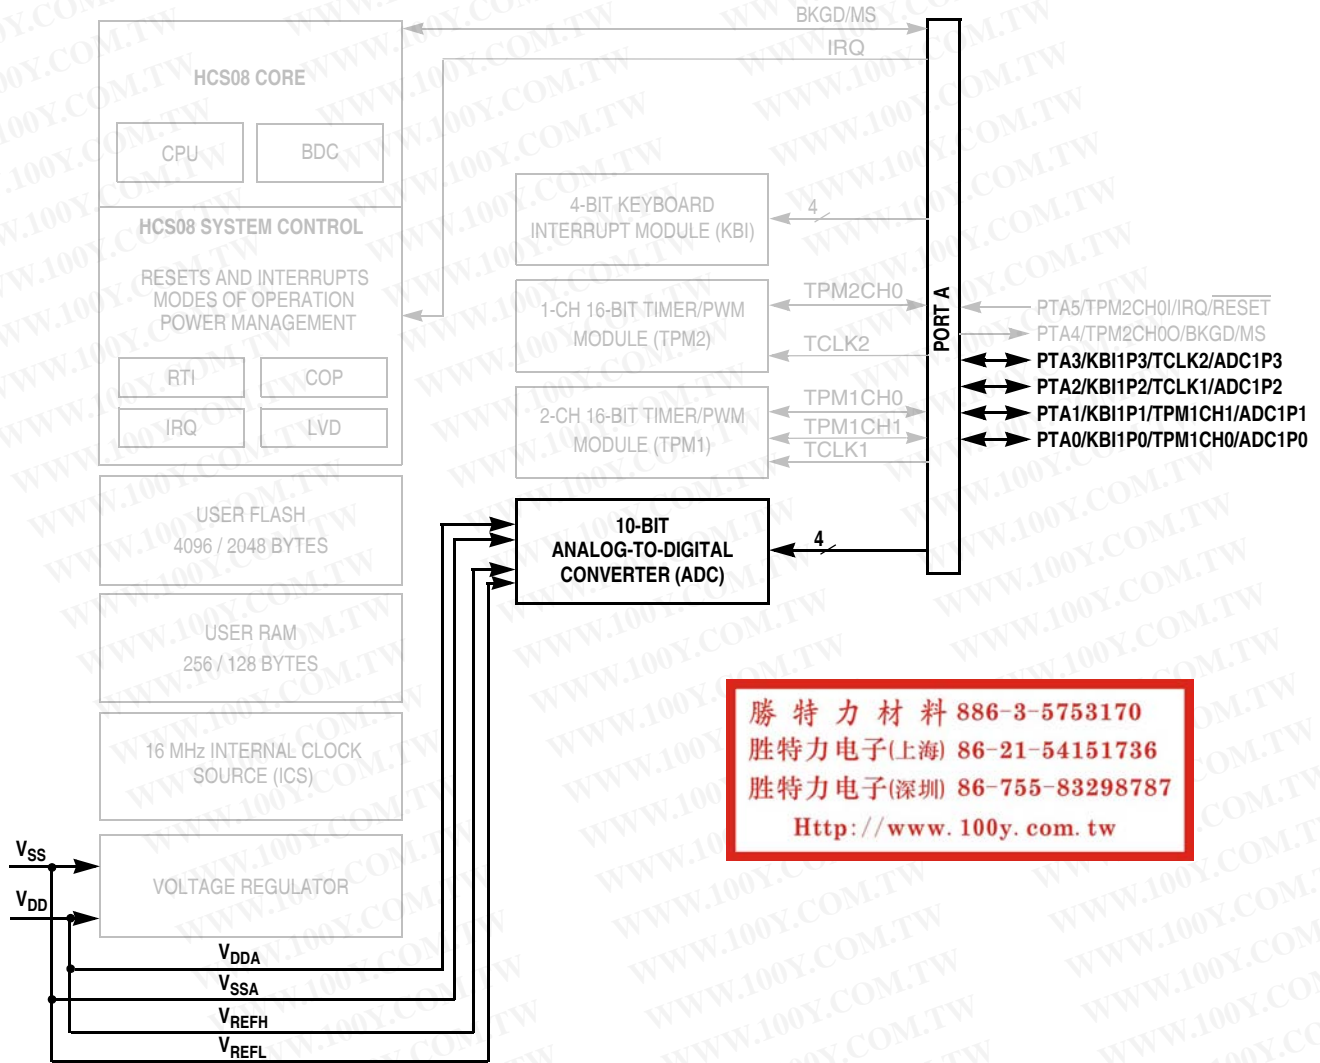 BKGD/MS
IRQ
HCS08 CORE
CPU
BDC
HCS08 SYSTEM CONTROL
RESETS AND INTERRUPTS
MODES OF OPERATION
POWER MANAGEMENT
RTI
COP
IRQ
LVD
USER FLASH
4096 / 2048 BYTES
USER RAM
256 / 128 BYTES
16 MHz INTERNAL CLOCK
SOURCE (ICS)
VOLTAGE REGULATOR
VSS
VDD
VDDA
VSSA
VREFH
VREFL
4-BIT KEYBOARD
INTERRUPT MODULE (KBI)
4
1-CH 16-BIT TIMER/PWM
MODULE (TPM2)
TPM2CH0
TCLK2
2-CH 16-BIT TIMER/PWM
MODULE (TPM1)
TPM1CH0
TPM1CH1
TCLK1
10-BIT
ANALOG-TO-DIGITAL
CONVERTER (ADC)
4
PORT A
PTA5/TPM2CH0I/IRQ/RESET
PTA4/TPM2CH0O/BKGD/MS
PTA3/KBI1P3/TCLK2/ADC1P3
PTA2/KBI1P2/TCLK1/ADC1P2
PTA1/KBI1P1/TPM1CH1/ADC1P1
PTA0/KBI1P0/TPM1CH0/ADC1P0
勝 特 力 材 料 886-3-5753170
胜特力电子(上海) 86-21-54151736
胜特力电子(深圳) 86-755-83298787
Http://www.100y.com.tw
WWW.100Y.COM.TW